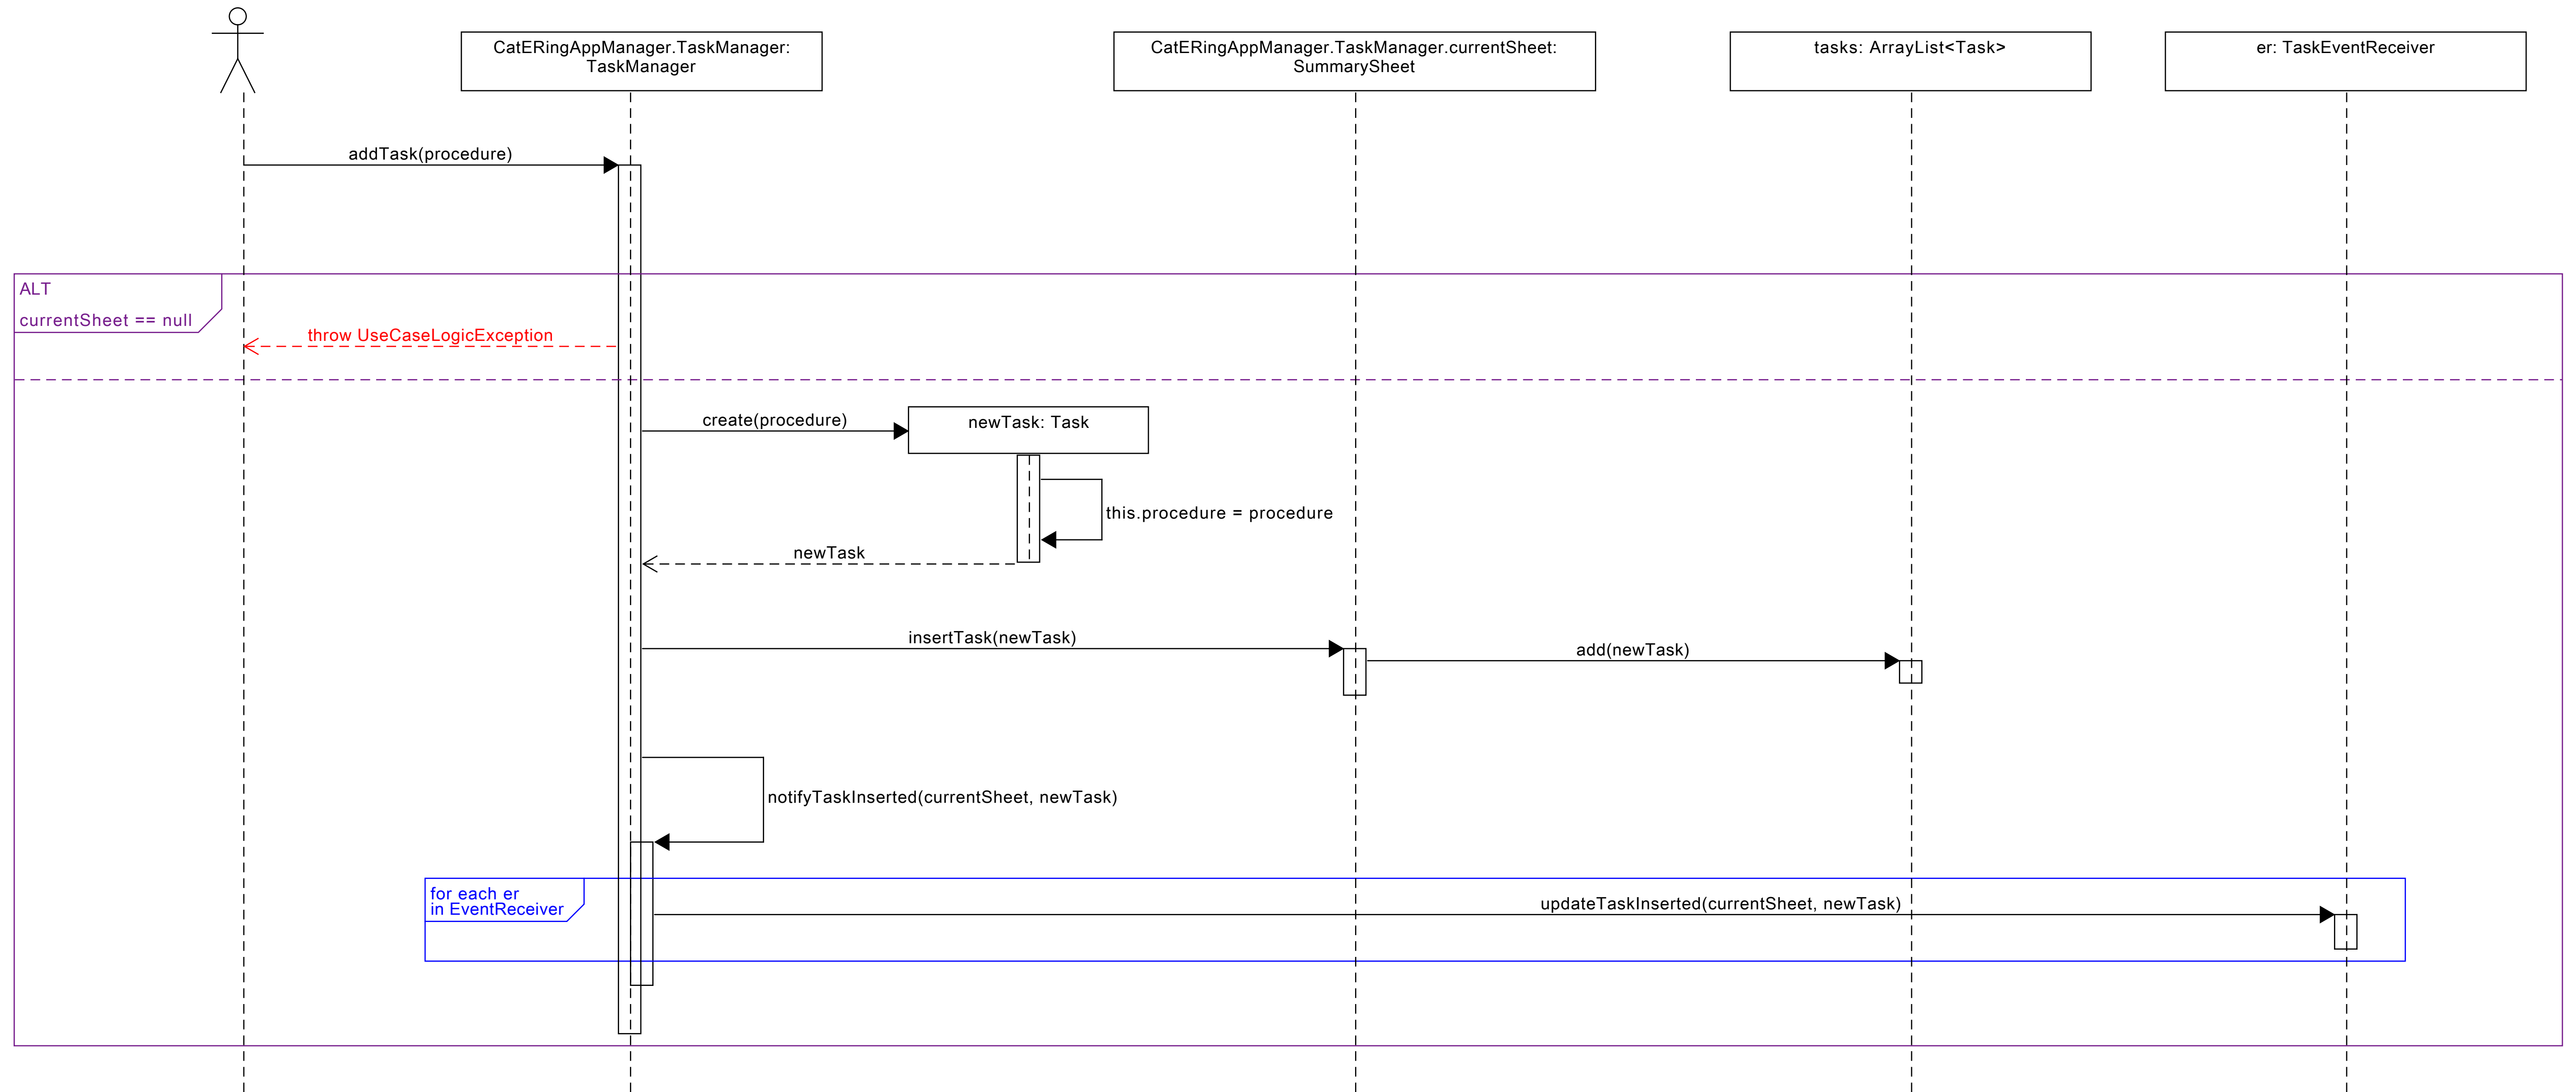 CatERingAppManager.TaskManager:
TaskManager
CatERingAppManager.TaskManager.currentSheet:
SummarySheet
tasks: ArrayList<Task>
er: TaskEventReceiver
addTask(procedure)
ALT
currentSheet == null
throw UseCaseLogicException
create(procedure)
newTask: Task
this.procedure = procedure
newTask
insertTask(newTask)
add(newTask)
notifyTaskInserted(currentSheet, newTask)
for each er
in EventReceiver
updateTaskInserted(currentSheet, newTask)